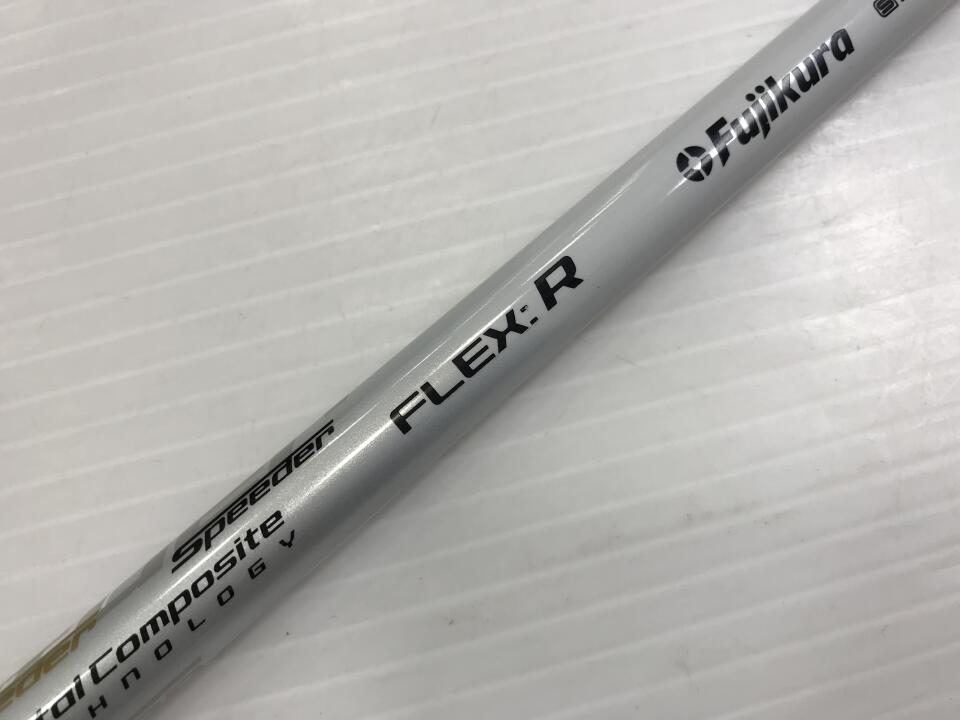 Fujikura
FLEX: R
Speeder
Composite